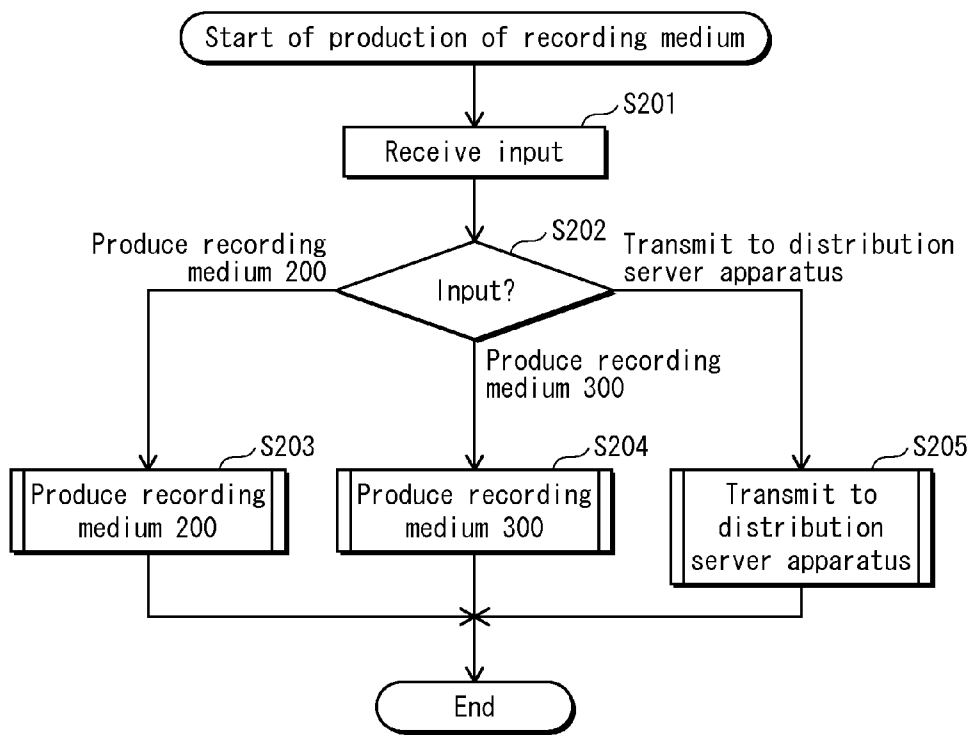 Start of production of recording medium
S201
Receive input
S202
Produce recording
medium 200
Input?
Transmit to distribution
server apparatus
Produce recording
medium 300
S203
Produce recording
medium 200
S204
Produce recording
medium 300
S205
Transmit to
distribution
server apparatus
End